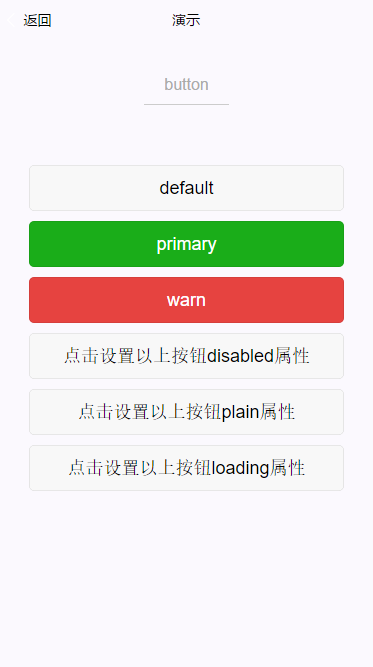 返回 演示
button
default
primary
warn
点击设置以上按钮disabled属性
点击设置以上按钮plain属性
点击设置以上按钮loading属性